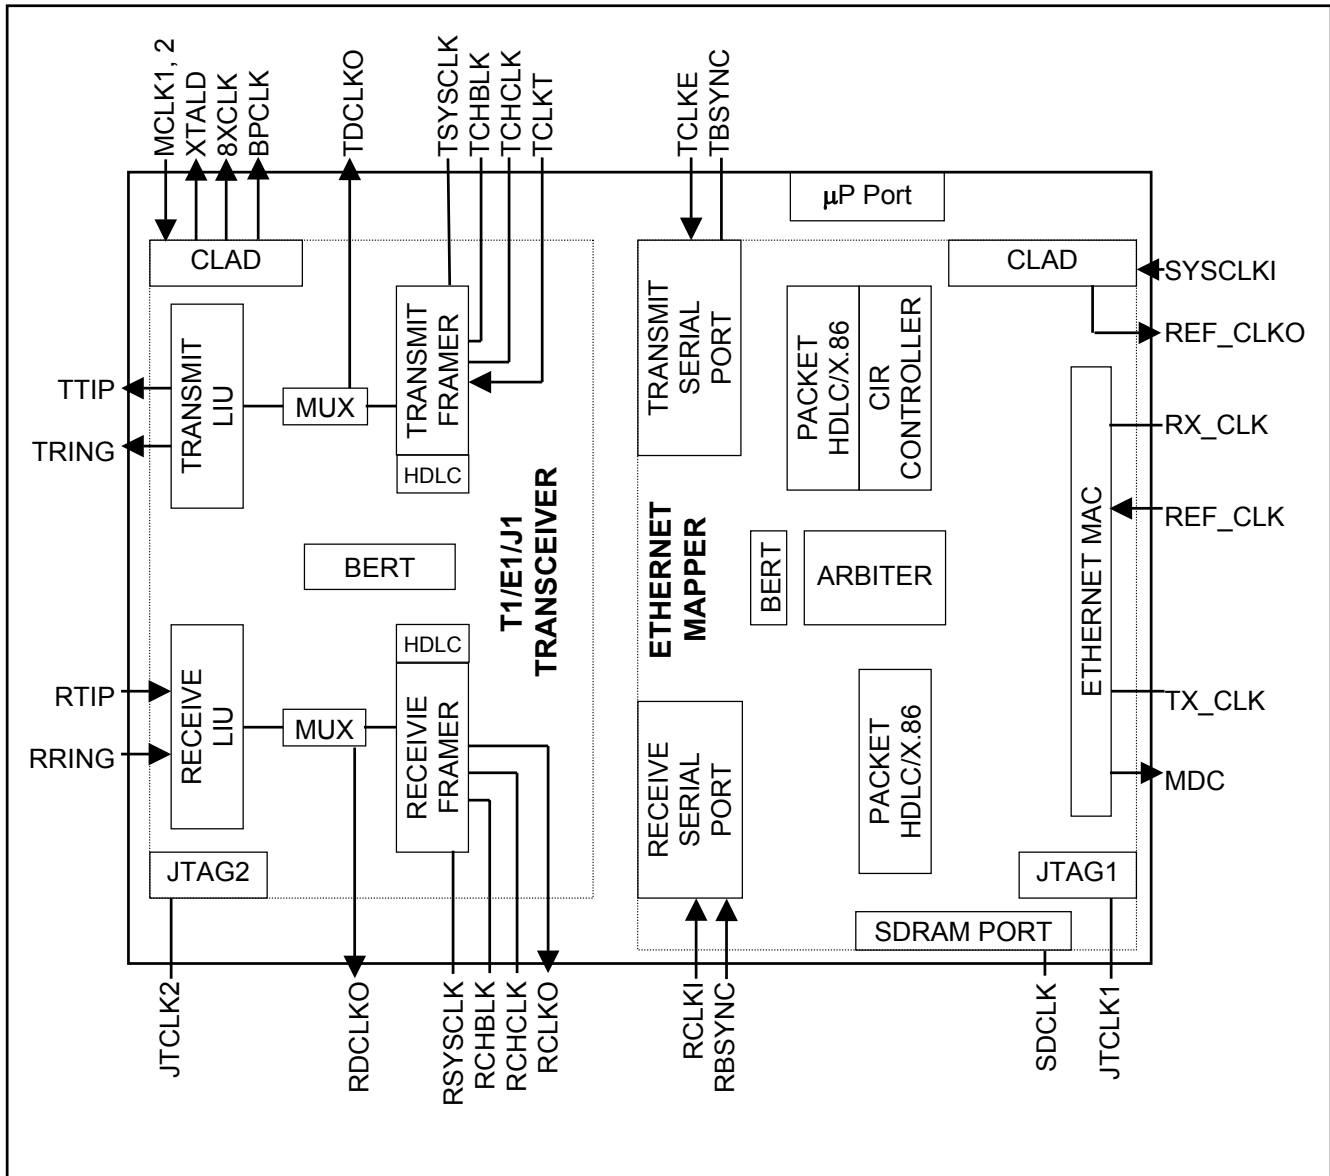 MCLK1, 2
XTALD
8XCLK
BPCLK
TDCLKO
TSYSCLK
TCHBLK
TCHCLK
TCLKT
TCLKE
TBSYNC
µP Port
CLAD
CLAD
SYSCLKI
REF_CLKO
TRANSMIT
LIU
MUX
TRANSMIT
FRAMER
HDLC
TRANSMIT
SERIAL
PORT
PACKET
HDLC/X.86
CIR
CONTROLLER
TTIP
TRING
RX_CLK
REF_CLK
ETHERNET MAC
T1/E1/J1
TRANSCEIVER
ETHERNET
MAPPER
BERT
BERT
ARBITER
HDLC
RECEIVE
LIU
MUX
RECEIVIE
FRAMER
RECEIVE
SERIAL
PORT
PACKET
HDLC/X.86
RTIP
RRING
TX_CLK
MDC
JTAG2
JTAG1
SDRAM PORT
JTCLK2
RDCLKO
RSYSCLK
RCHBLK
RCHCLK
RCLKO
RCLKI
RBSYNC
SDCLK
JTCLK1